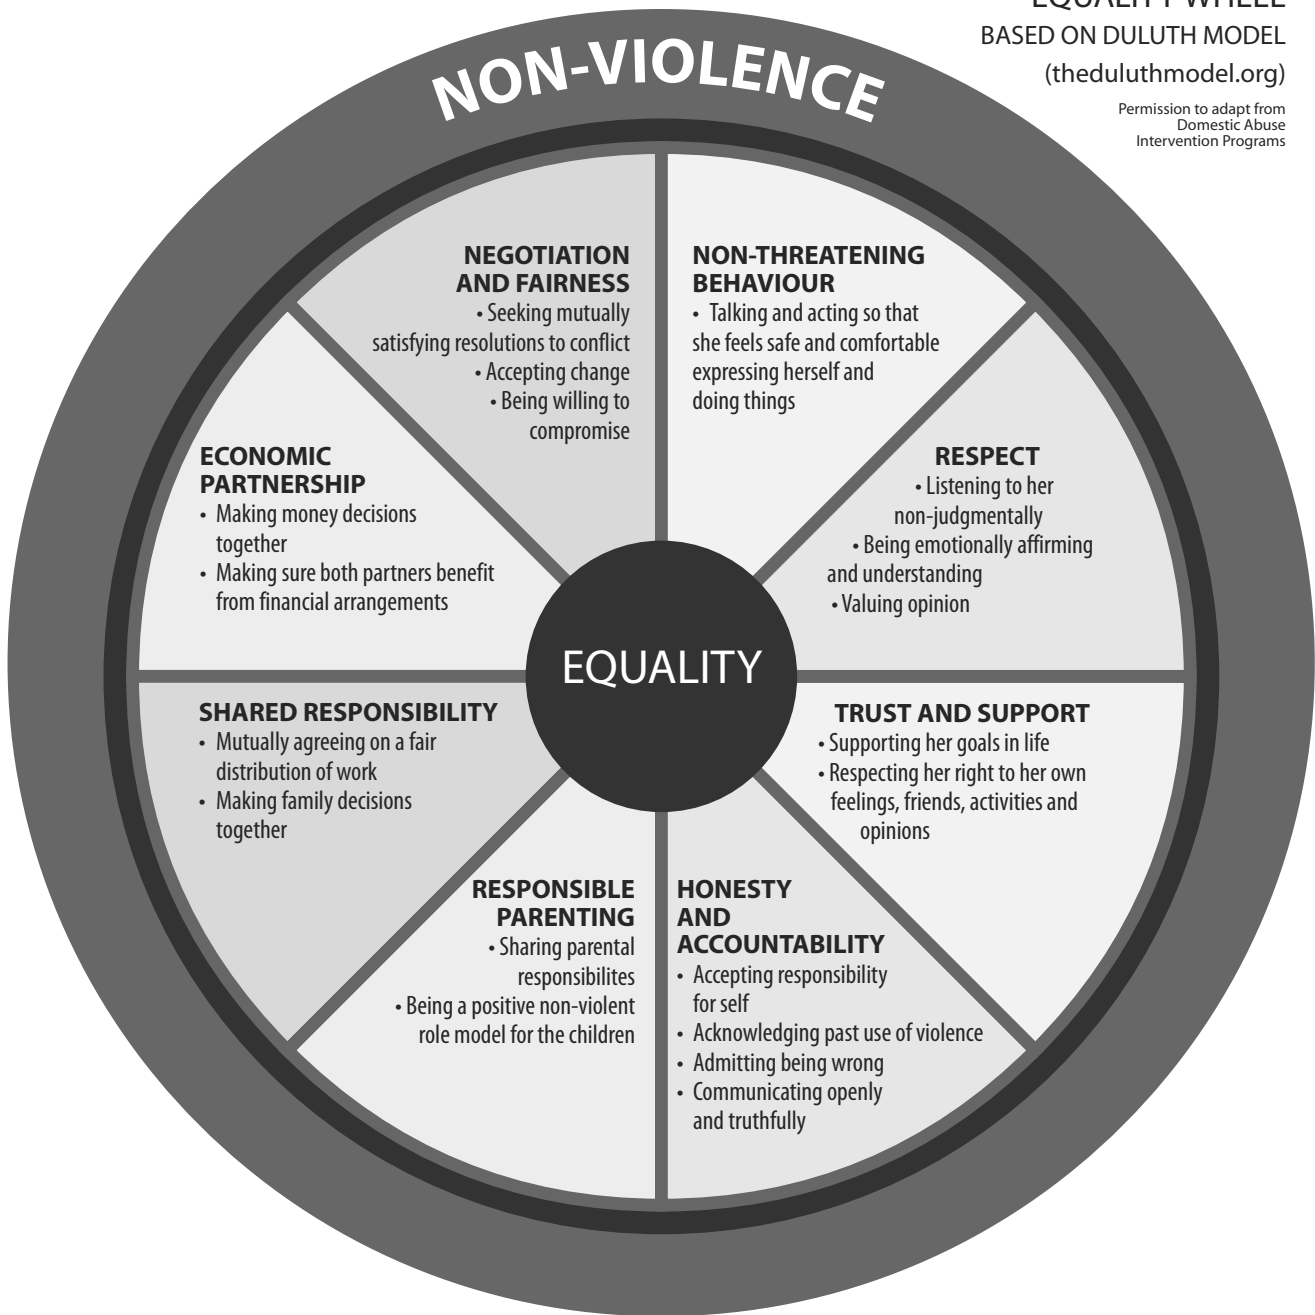 EQUALITY WHEEL
BASED ON DULUTH MODEL
(theduluthmodel.org)
Permission to adapt from
Domestic Abuse
Intervention Programs
NON-VIOLENCE
NEGOTIATION
AND FAIRNESS
• Seeking mutually
satisfying resolutions to conflict
• Accepting change
• Being willing to
compromise
NON-THREATENING
BEHAVIOUR
• Talking and acting so that
she feels safe and comfortable
expressing herself and
doing things
ECONOMIC
PARTNERSHIP
• Making money decisions
together
• Making sure both partners benefit
from financial arrangements
RESPECT
• Listening to her
non-judgmentally
• Being emotionally affirming
and understanding
• Valuing opinion
EQUALITY
SHARED RESPONSIBILITY
• Mutually agreeing on a fair
distribution of work
• Making family decisions
together
TRUST AND SUPPORT
• Supporting her goals in life
• Respecting her right to her own
feelings, friends, activities and
opinions
RESPONSIBLE
PARENTING
• Sharing parental
responsibilites
• Being a positive non-violent
role model for the children
HONESTY
AND
ACCOUNTABILITY
• Accepting responsibility
for self
• Acknowledging past use of violence
• Admitting being wrong
• Communicating openly
and truthfully